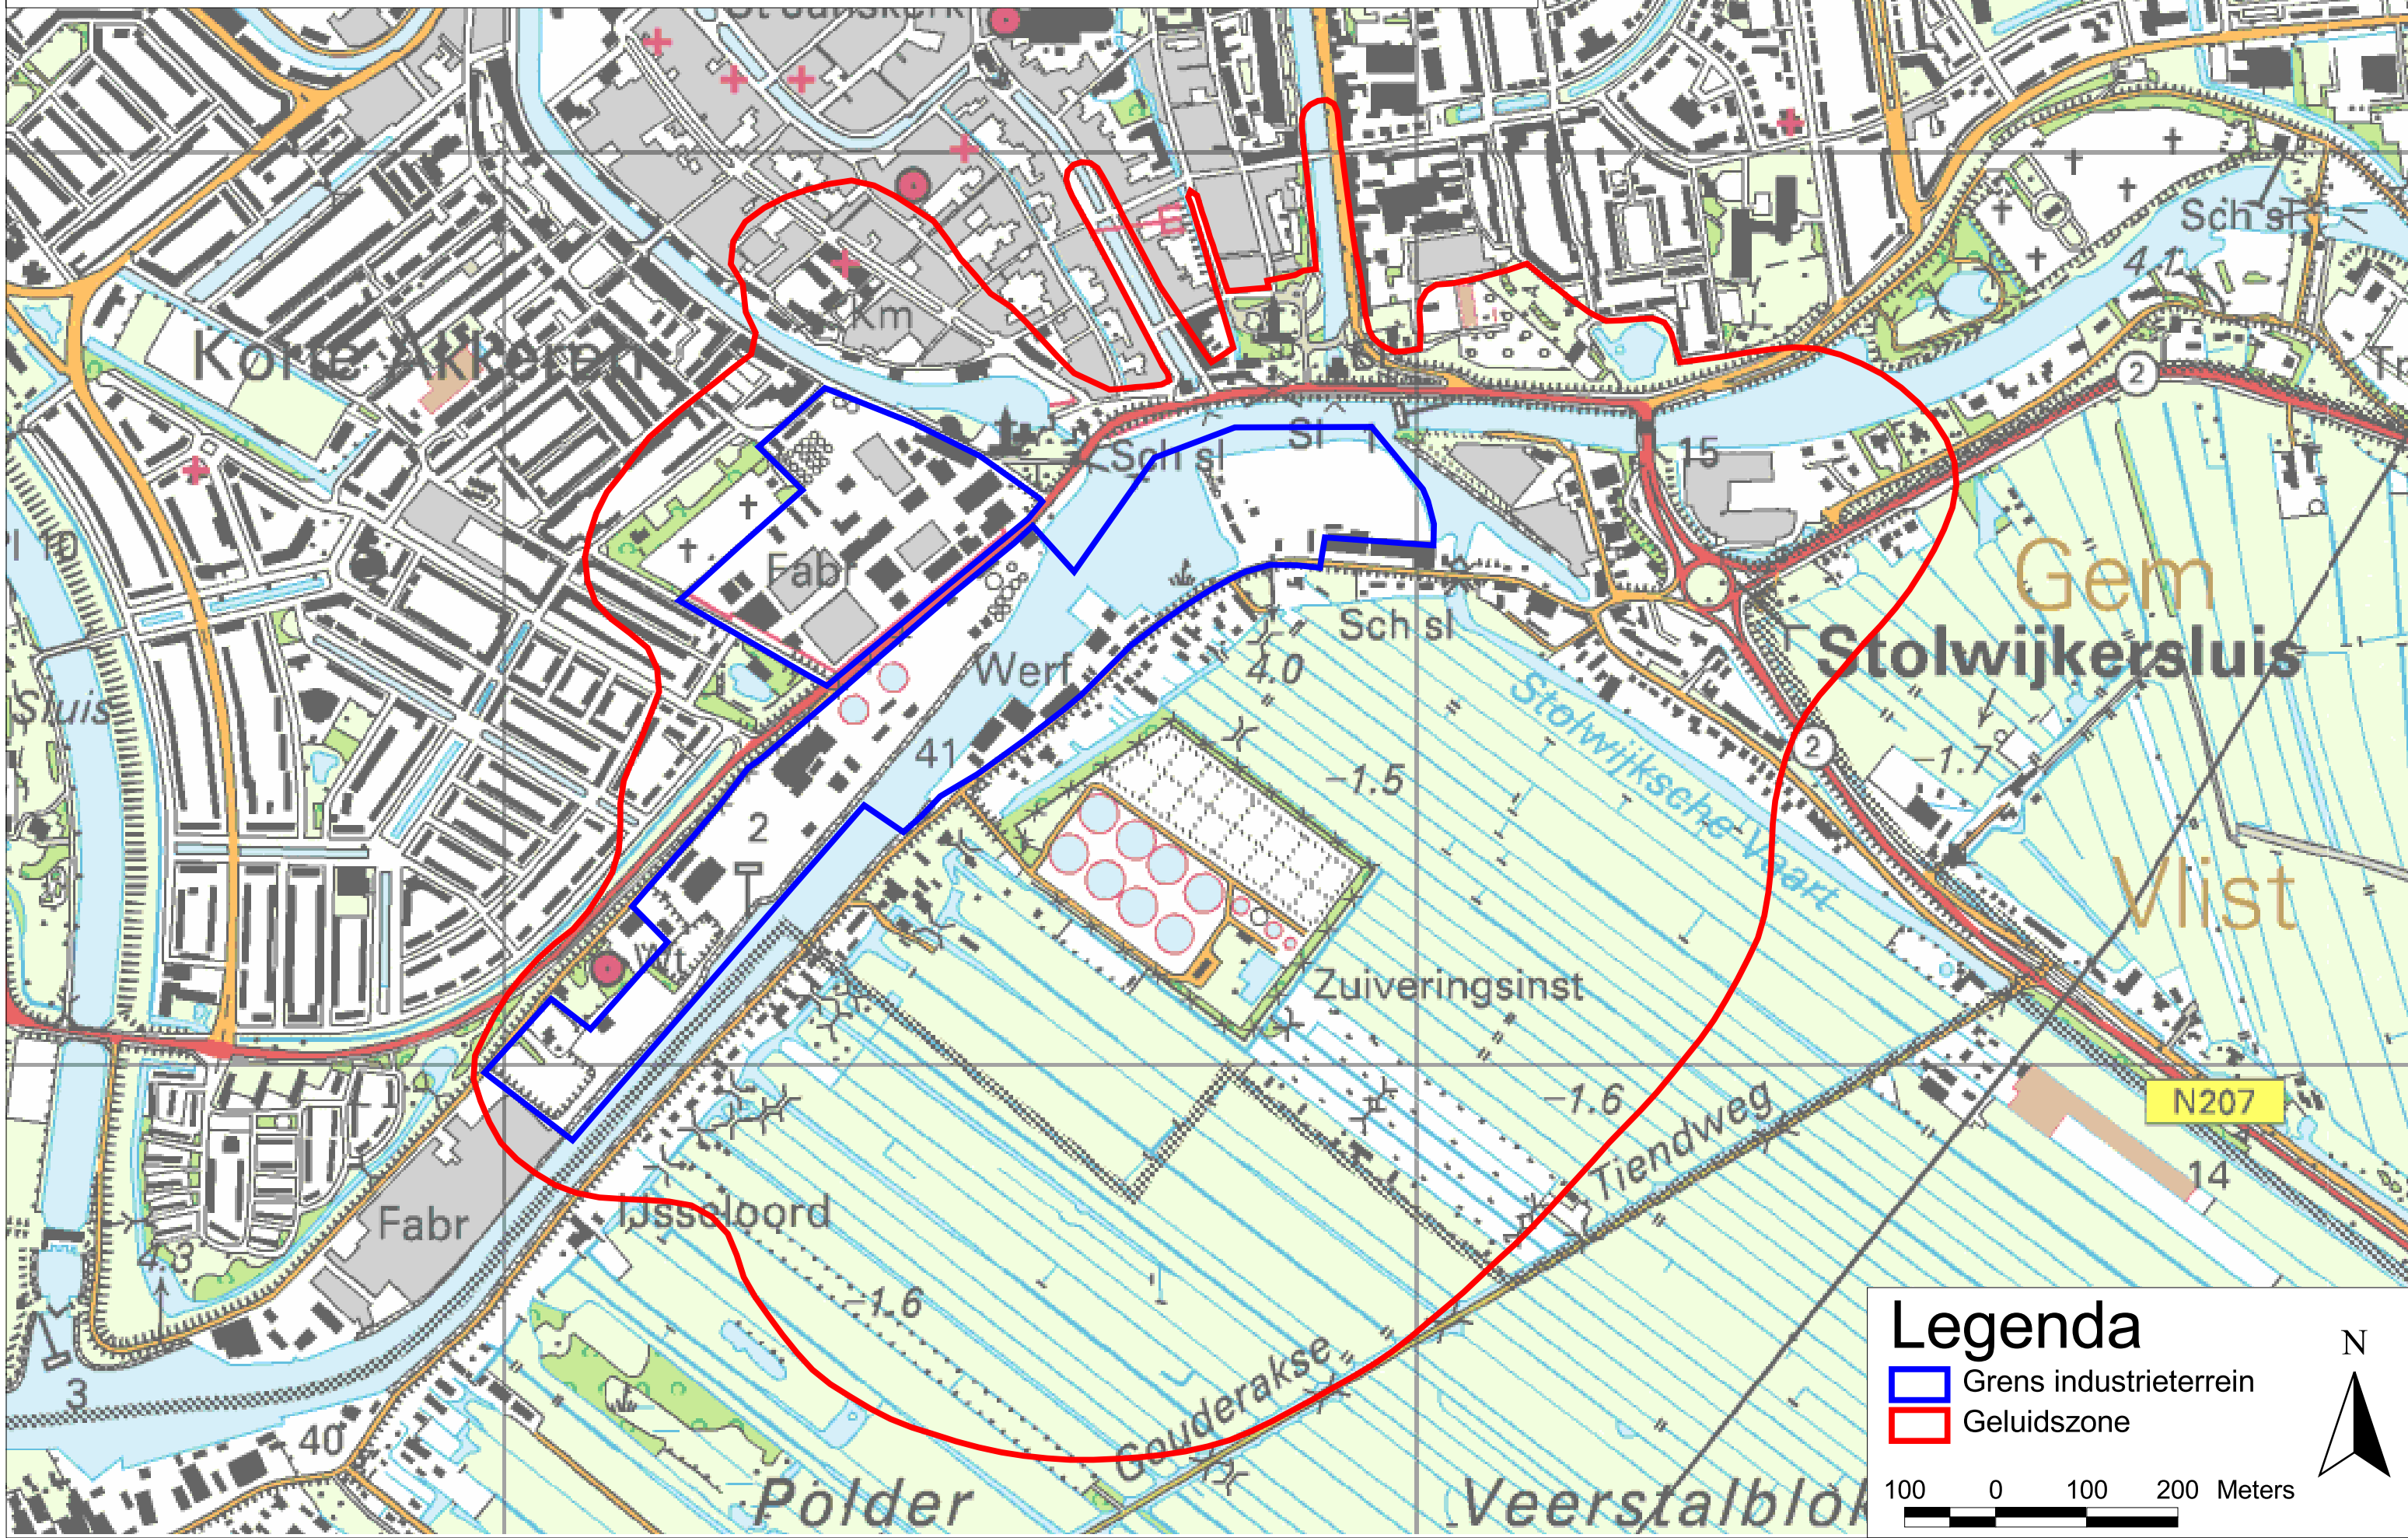 St Janskerk
Km
Korte Akkeren
Sch sl
4.1
2
Sch sl
Sl
15
Gem
Fabr
Sch sl
Stolwijkersluis
Werf
4.0
Sluis
Stolwijksche Vaart
41
2
-1.7
-1.5
2
Vlist
Wt
Zuiveringsinst
-1.6
Tiendweg
N207
14
IJsseloord
Fabr
4.3
-1.6
Gouderakse
3
40
Polder
Veerstalblok
Legenda
Grens industrieterrein
Geluidszone
N
100 0 100 200 Meters